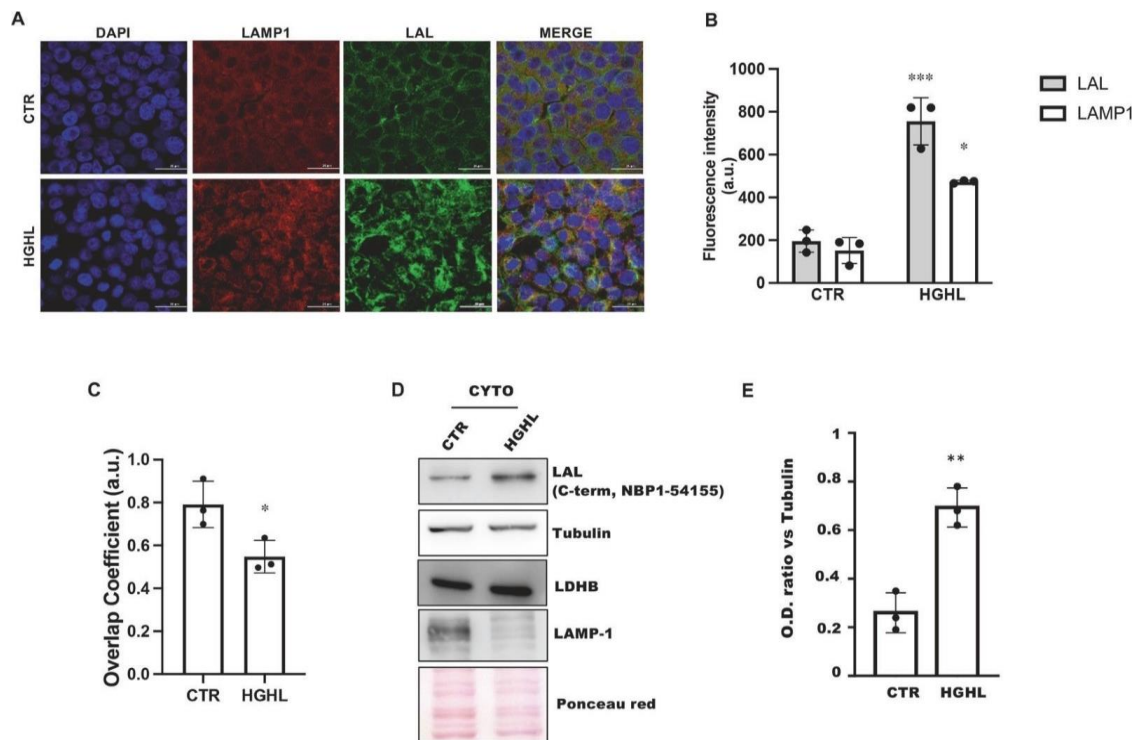 A
DAPI LAMP1 LAL MERGE
CTR
HGHL
B
Fluorescence intensity
(a.u.)
1000
800
600
400
200
0
***
*
CTR HGHL
LAL
LAMP1
C
Overlap Coefficient (a.u.)
1.0
0.8
0.6
0.4
0.2
0.0
*
CTR HGHL
D
CYTO
CTR HGHL
LAL
(C-term, NBP1-54155)
Tubulin
LDHB
LAMP-1
Ponceau red
E
O.D. ratio vs Tubulin
1
0.8
0.6
0.4
0.2
0
**
CTR HGHL